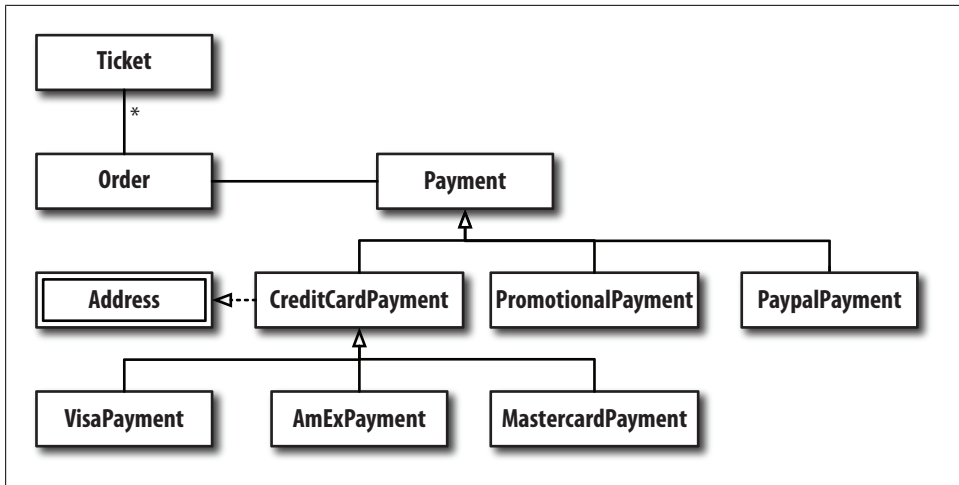 Ticket
*
Order
Payment
Address
CreditCardPayment
PromotionalPayment
PaypalPayment
VisaPayment
AmExPayment
MastercardPayment